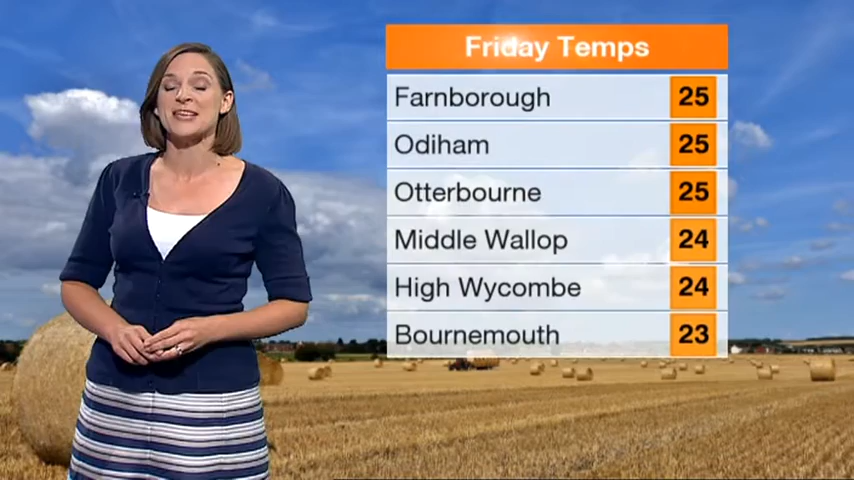 Friday Temps
Farnborough 25
Odiham 25
Otterbourne 25
Middle Wallop 24
High Wycombe 24
Bournemouth 23